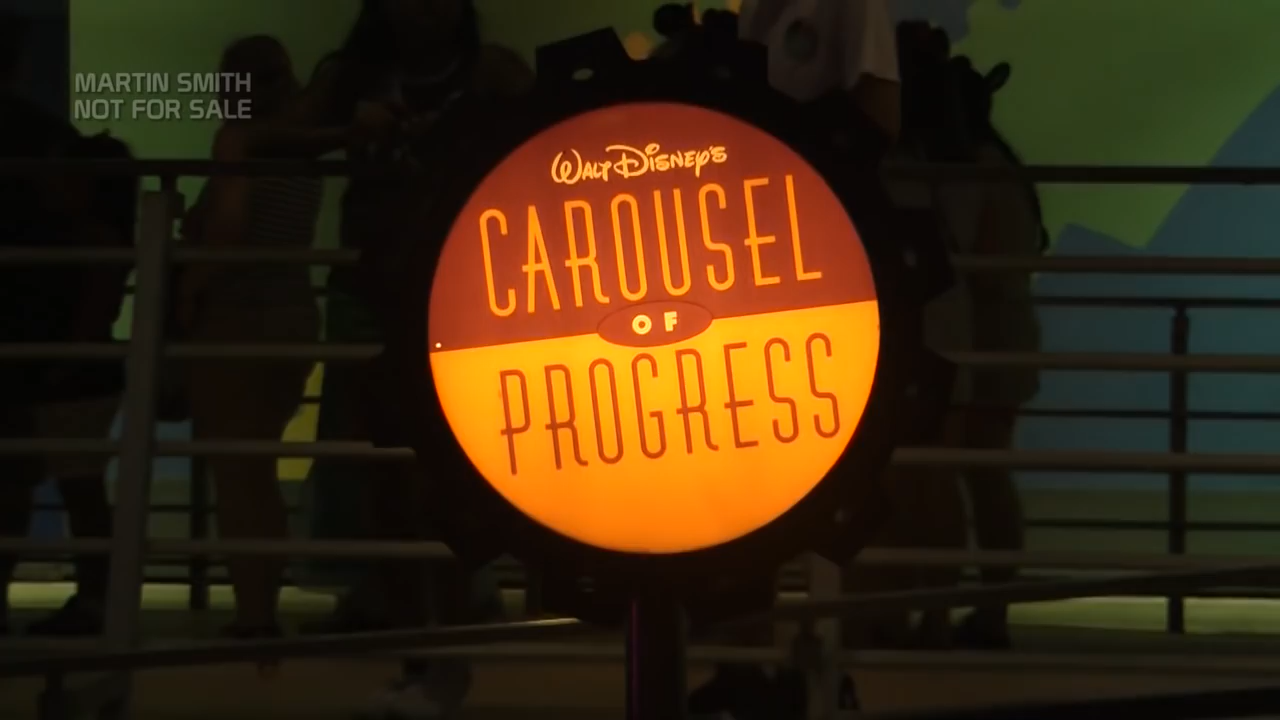 MARTIN SMITH
NOT FOR SALE
WALT DISNEY'S
CAROUSEL
OF
PROGRESS